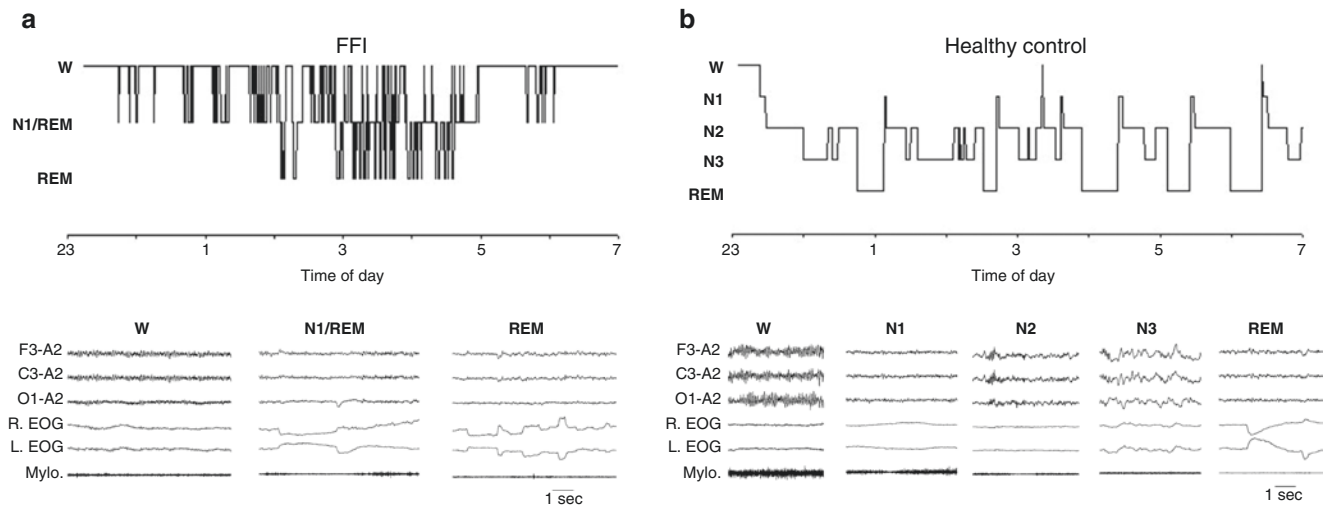 a
FFI
W
N1/REM
REM
23 1 3 5 7
Time of day
W N1/REM REM
F3-A2
C3-A2
O1-A2
R. EOG
L. EOG
Mylo.
1 sec
b
Healthy control
W
N1
N2
N3
REM
23 1 3 5 7
Time of day
W N1 N2 N3 REM
F3-A2
C3-A2
O1-A2
R. EOG
L. EOG
Mylo.
1 sec